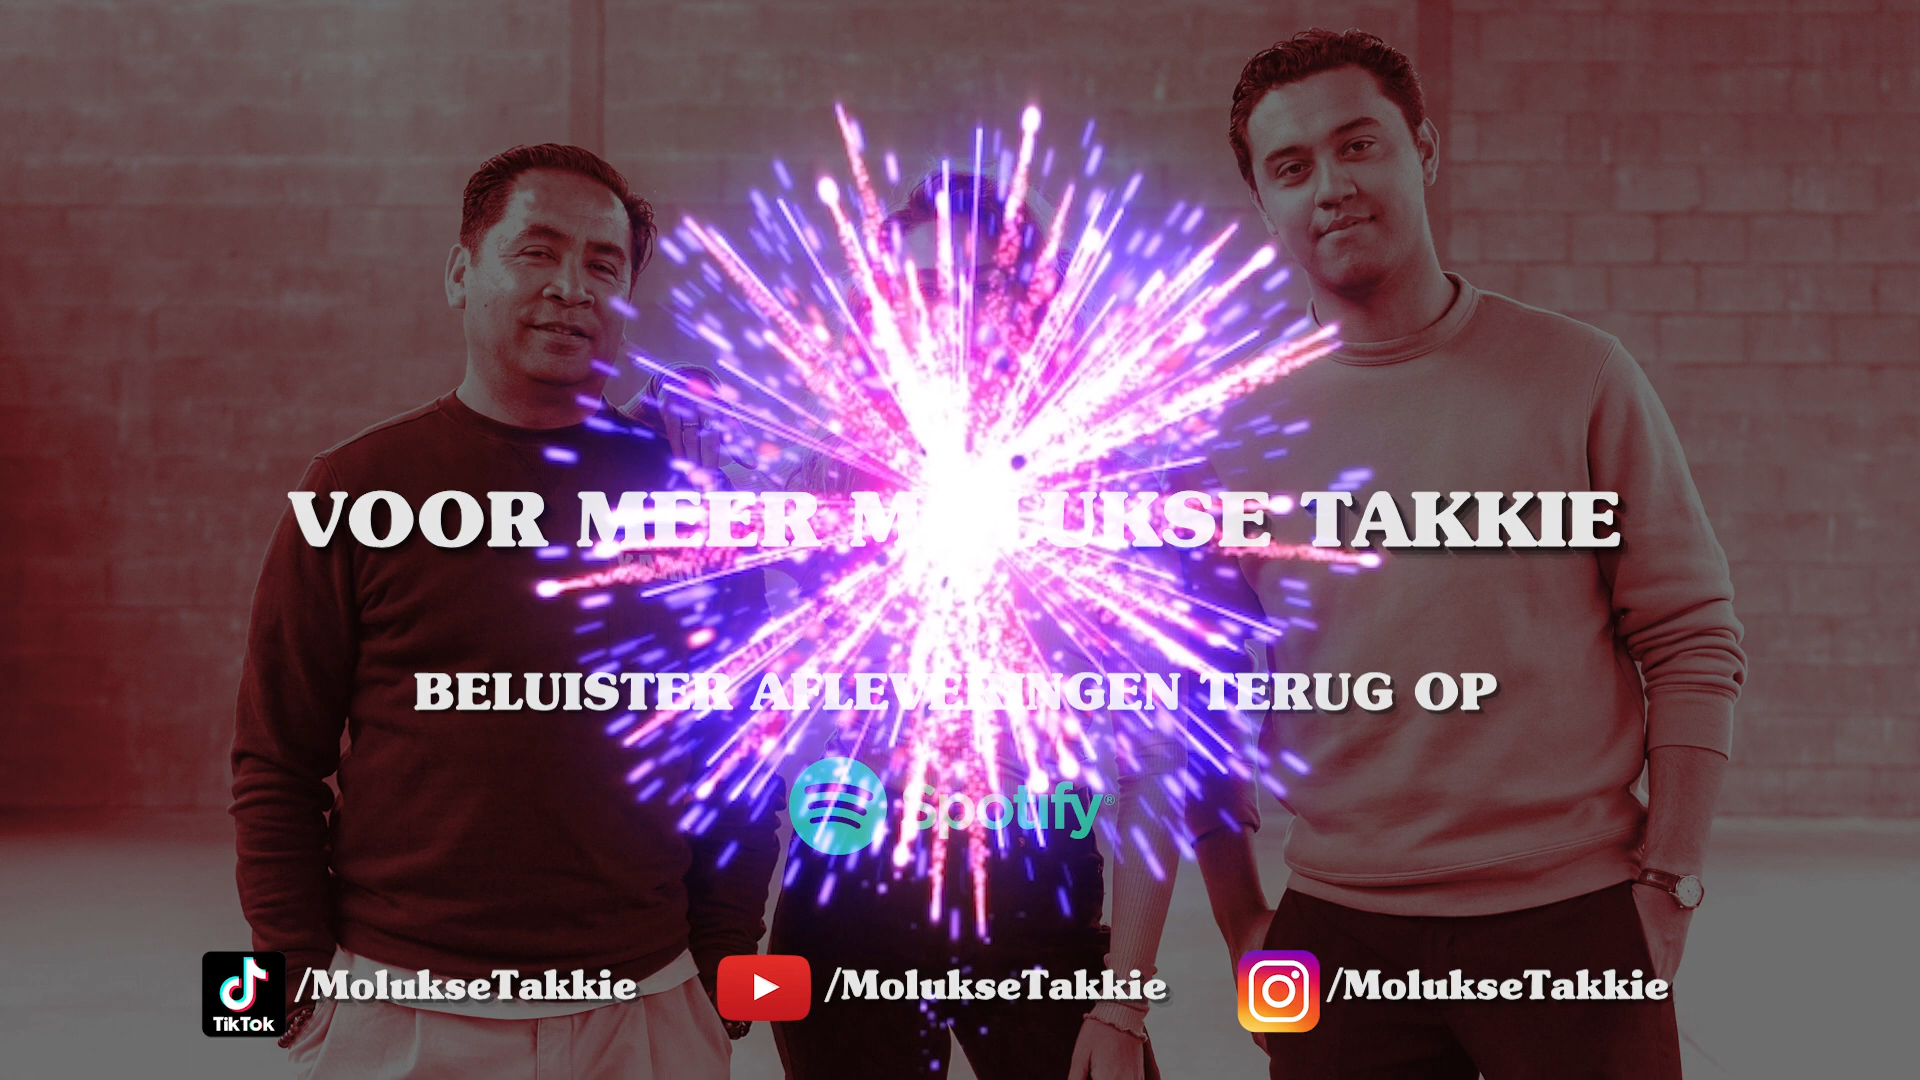 VOOR MEER MOLUKSE TAKKIE
BELUISTER AFLEVERINGEN TERUG OP
Spotify®
/MolukseTakkie /MolukseTakkie /MolukseTakkie
TikTok